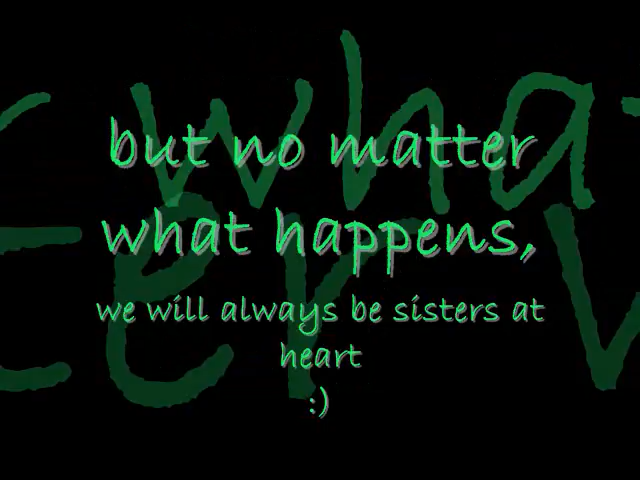 but no matter
what happens,
we will always be sisters at
heart
:)